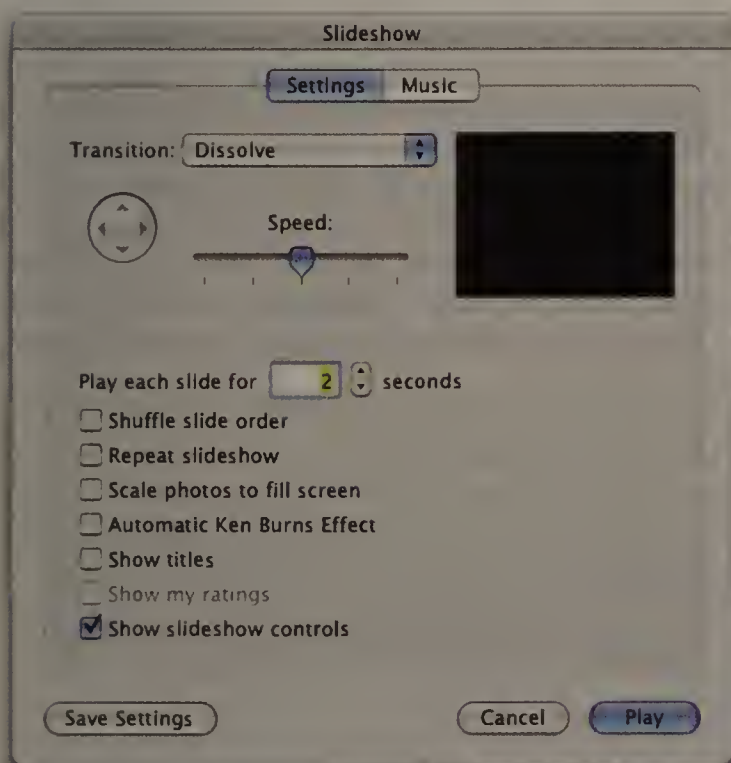 Slideshow
Settings Music
Transition: Dissolve
Speed:
Play each slide for 2 seconds
Shuffle slide order
Repeat slideshow
Scale photos to fill screen
Automatic Ken Burns Effect
Show titles
Show my ratings
Show slideshow controls
Save Settings Cancel Play